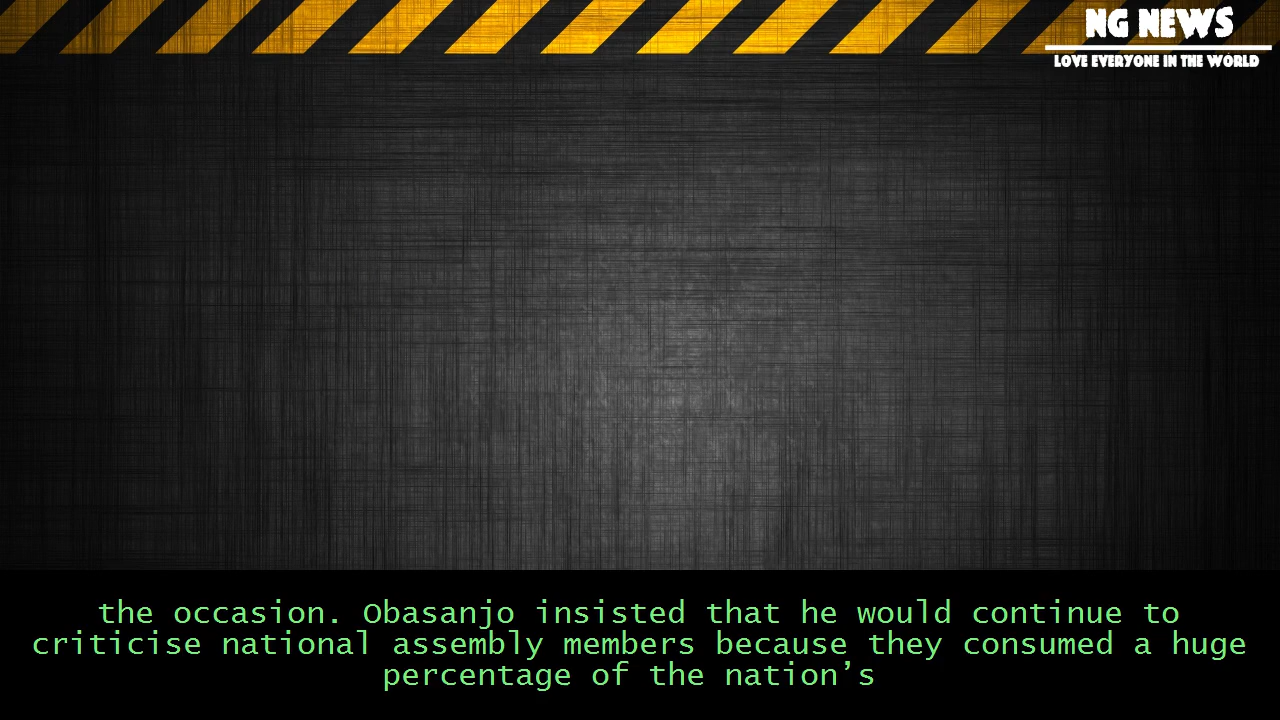 NG NEWS
LOVE EVERYONE IN THE WORLD
the occasion. Obasanjo insisted that he would continue to
criticise national assembly members because they consumed a huge
percentage of the nation’s